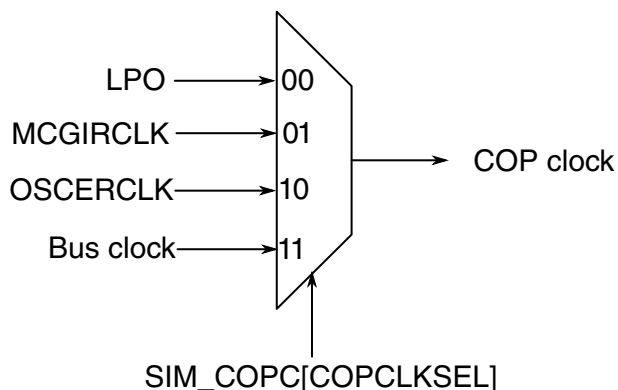 LPO
00
MCGIRCLK
01
OSCERCLK
10
Bus clock
11
COP clock
SIM_COPC[COPCLKSEL]